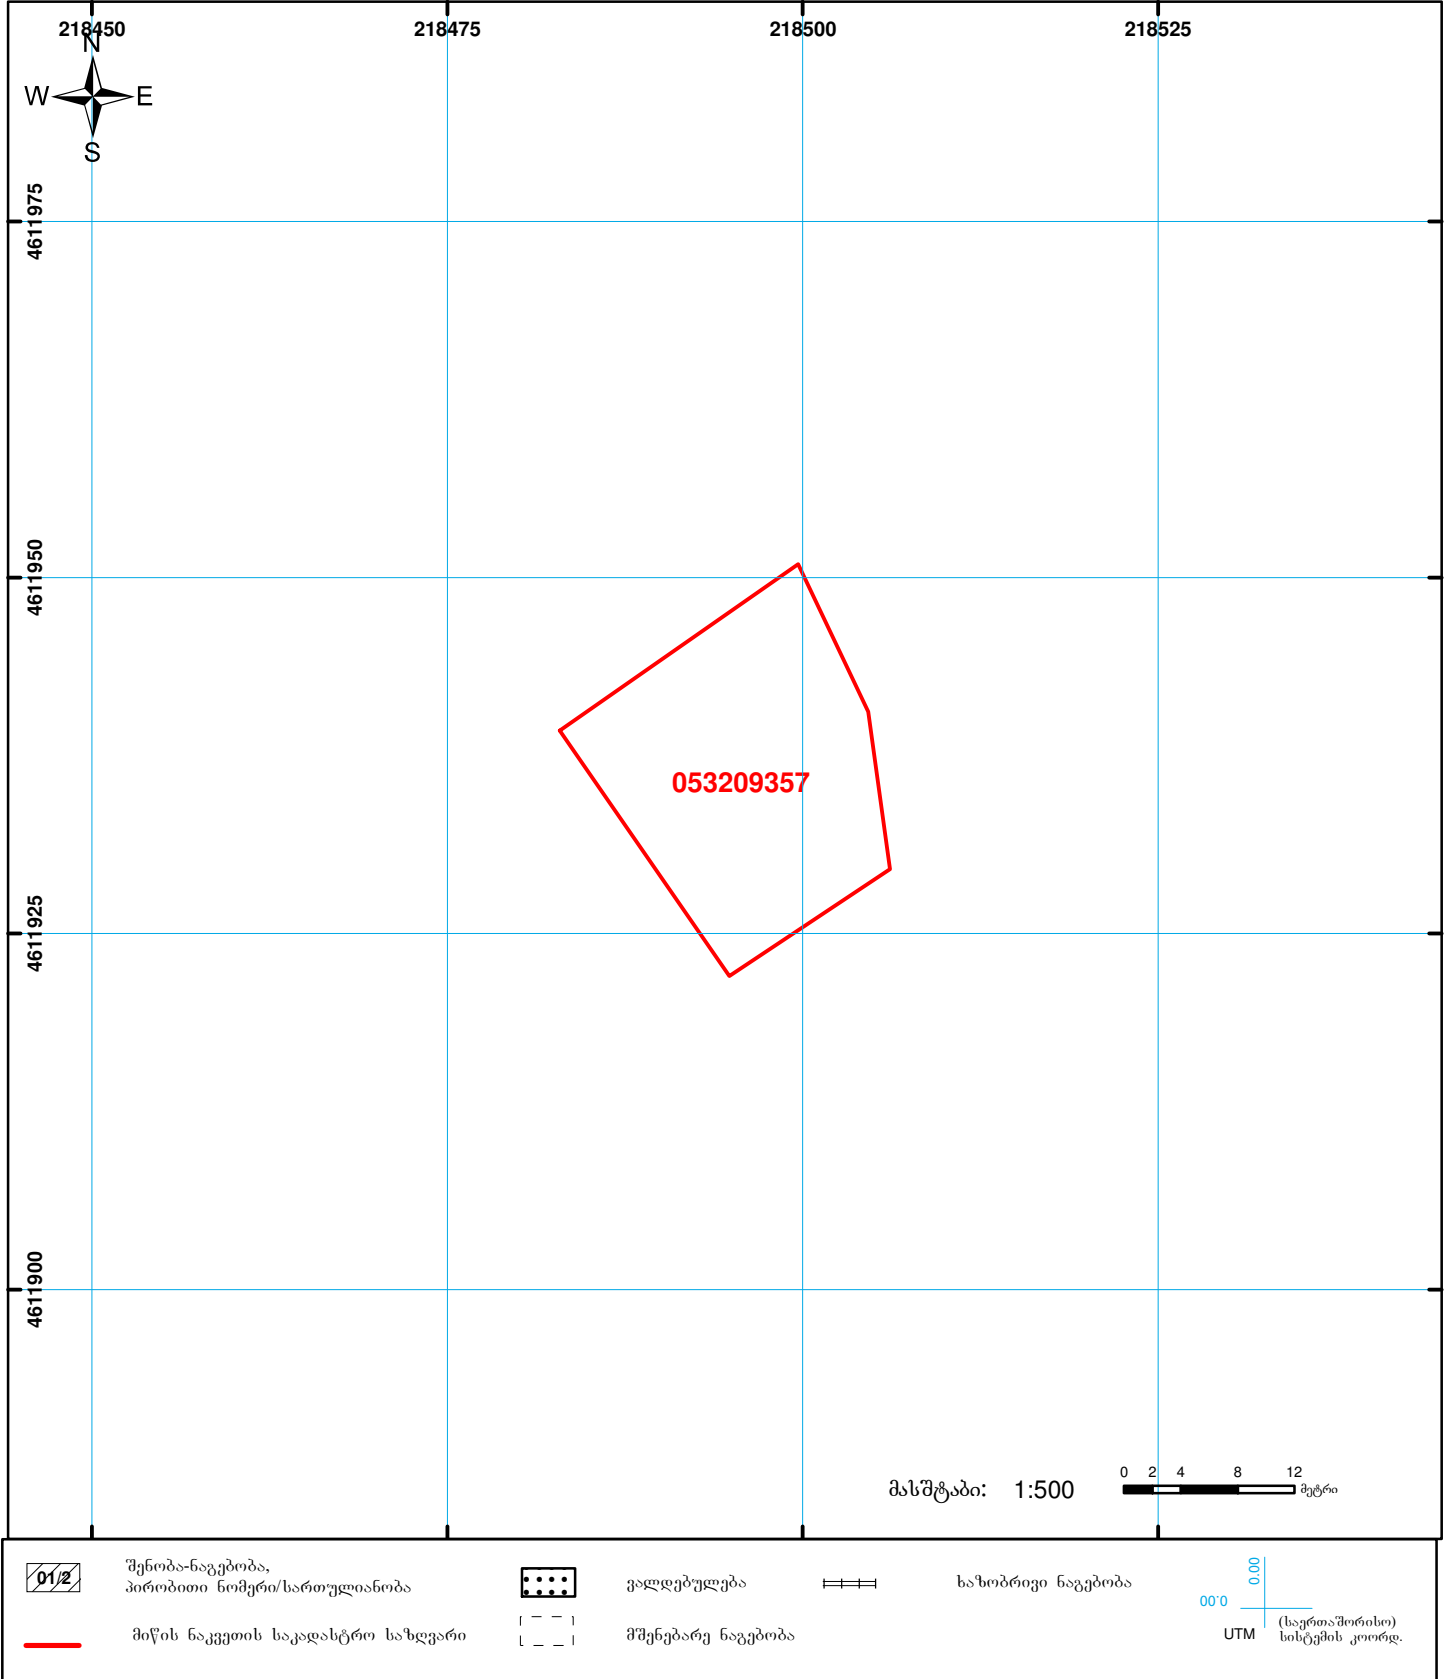 218450 218475 218500 218525
N
W E
S
4611975
4611950
053209357
4611925
4611900
0 2 4 8 12
მასშტაბი: 1:500 მეტრი
01/2 შენობა-ნაგებობა,
პირობითი ნომერი/სართულიანობა
ვალდებულება
ხაზობრივი ნაგებობა
0.00
0.00
მიწის ნაკვეთის საკადასტრო საზღვარი
მშენებარე ნაგებობა
UTM (საერთაშორისო)
სისტემის კოორდ.